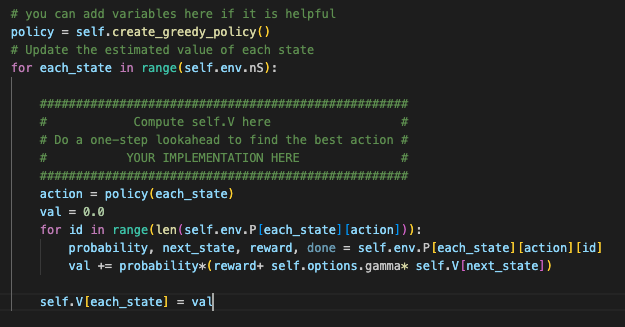 # you can add variables here if it is helpful
policy = self.create_greedy_policy()
# Update the estimated value of each state
for each_state in range(self.env.nS):
###################################################
# Compute self.V here #
# Do a one-step lookahead to find the best action #
# YOUR IMPLEMENTATION HERE #
###################################################
action = policy(each_state)
val = 0.0
for id in range(len(self.env.P[each_state][action])):
probability, next_state, reward, done = self.env.P[each_state][action][id]
val += probability*(reward+ self.options.gamma* self.V[next_state])
self.V[each_state] = val